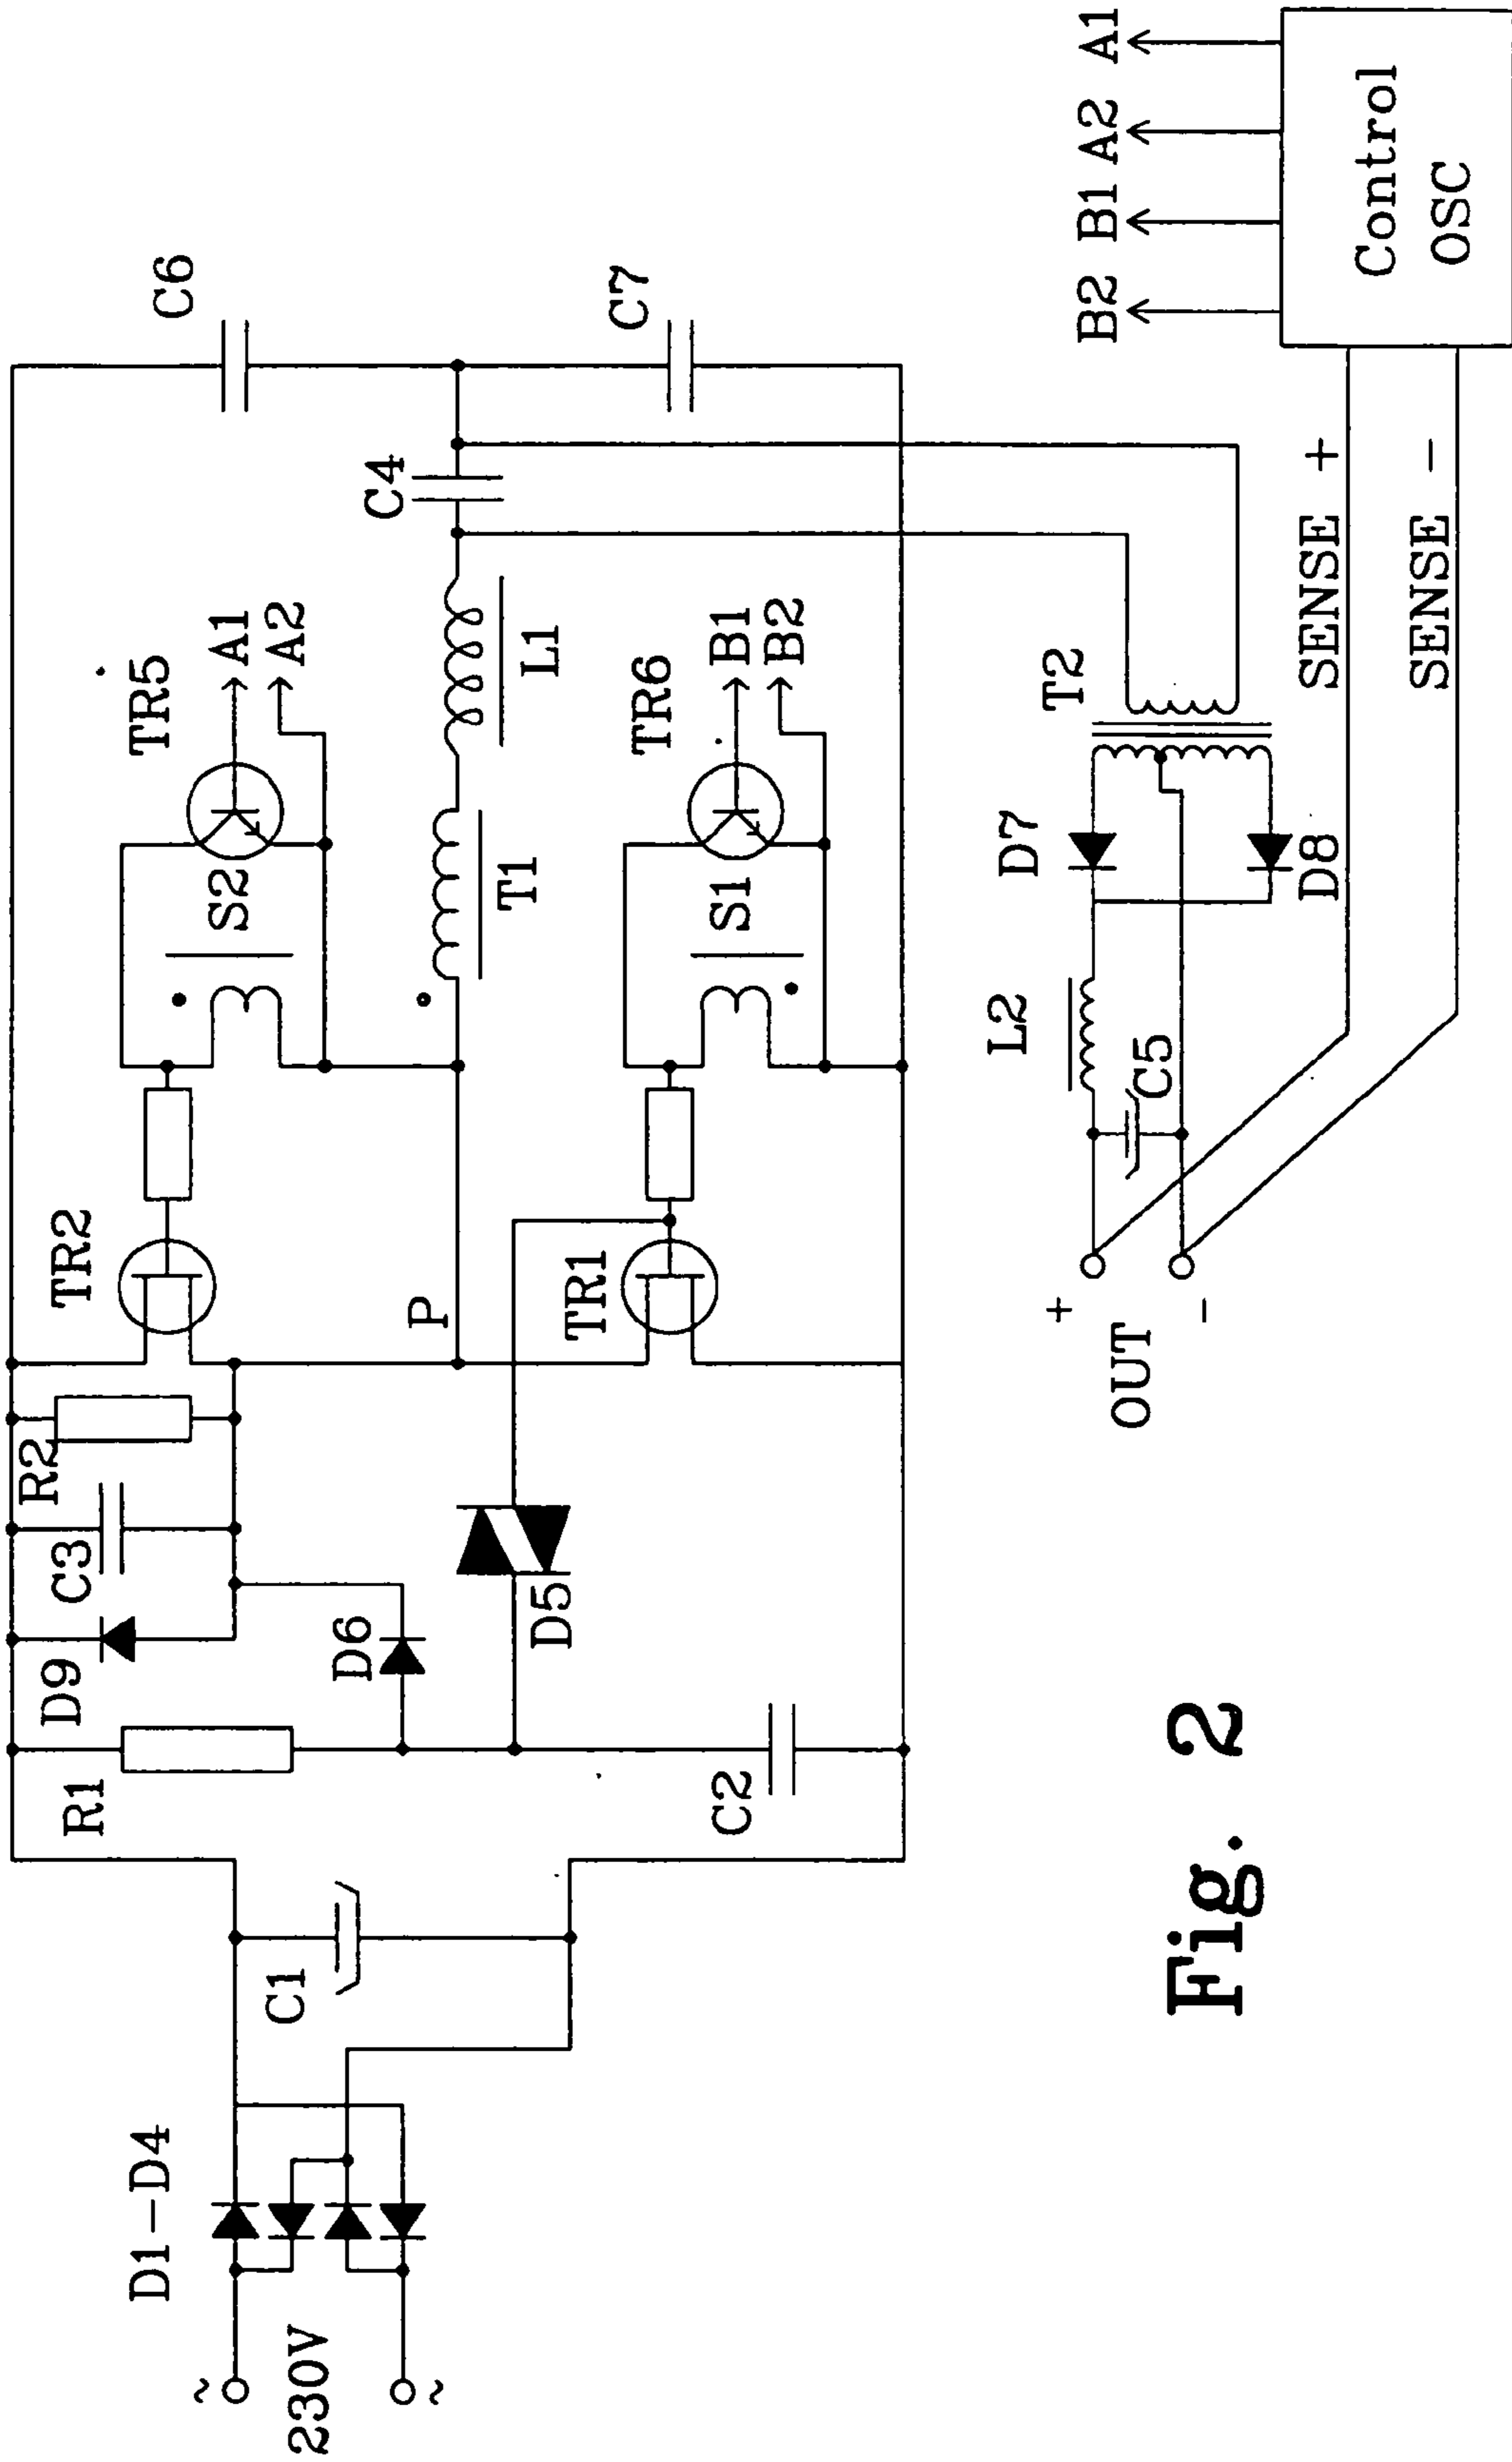 230V
~
~
D1-D4
C1
R1
D9
C3
R2
D6
D5
C2
TR2
P
TR1
S2
TR5
A1
A2
T1
L1
C4
C6
C7
S1
TR6
B1
B2
OUT
+
-
L2
C5
D7
D8
T2
SENSE +
SENSE -
B2
B1
A2
A1
Control
OSC
Fig. 2